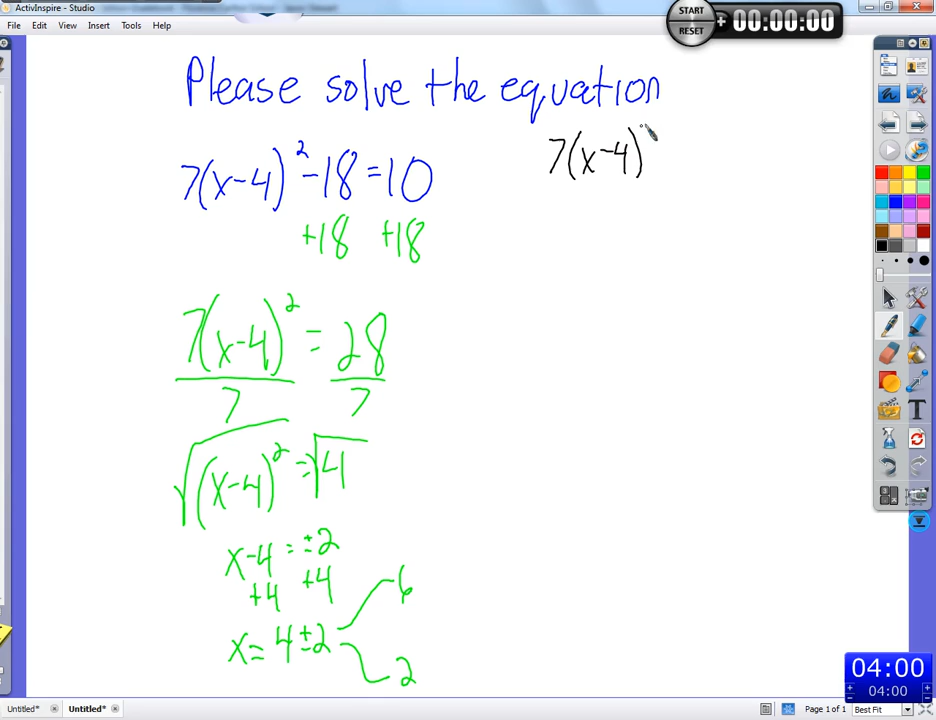 ActivInspire - Studio
File Edit View Insert Tools Help
START
RESET
+ 00:00:00
Please solve the equation
7(x-4)² -18 = 10
+18 +18
7(x-4)² = 28
7 7
√(x-4)² = √4
x-4 = ±2
+4 +4
x = 4 ± 2
6
2
7(x-4)
T
04:00
04:00
Untitled* Untitled* Page 1 of 1 Best Fit